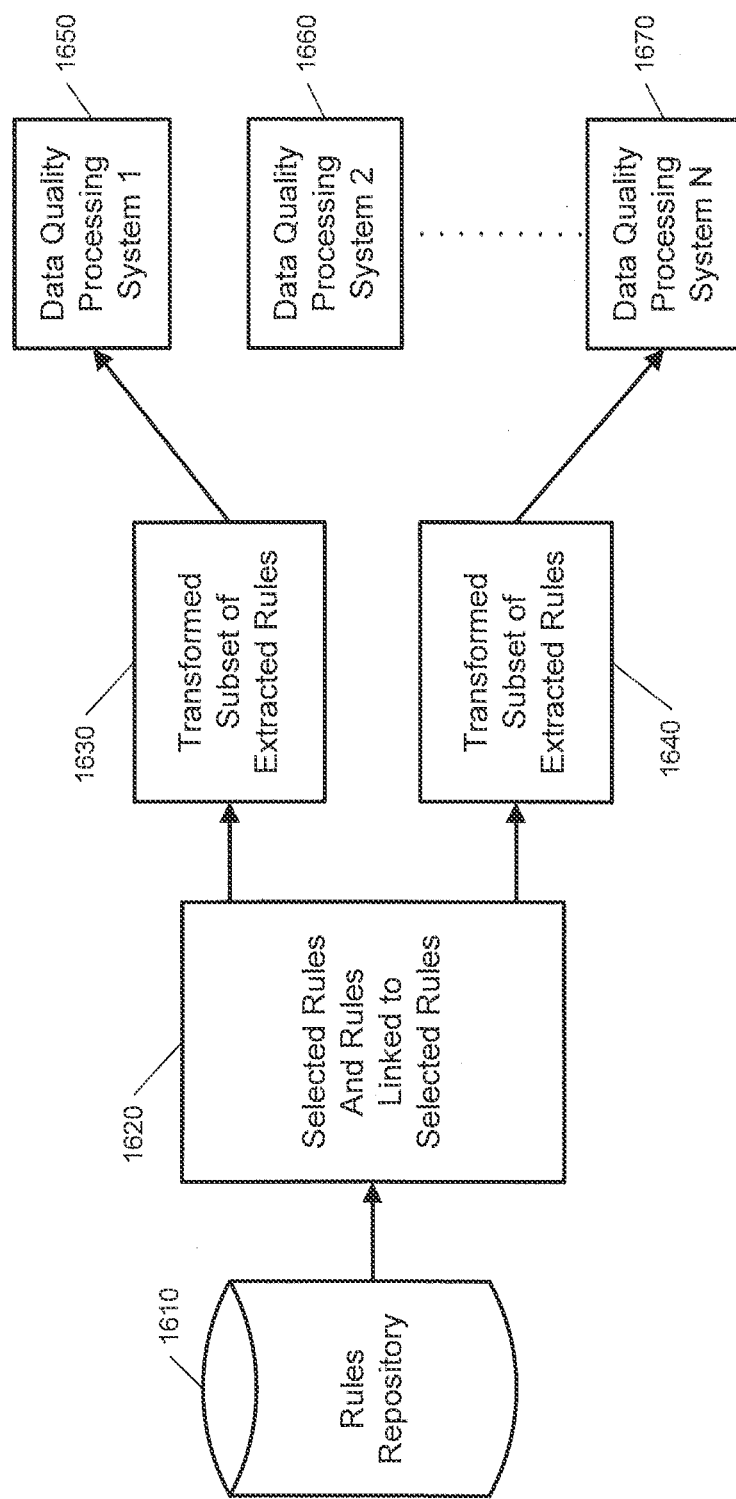 1610
Rules
Repository
1620
Selected Rules
And Rules
Linked to
Selected Rules
1630
Transformed
Subset of
Extracted Rules
1640
Transformed
Subset of
Extracted Rules
1650
Data Quality
Processing
System 1
1660
Data Quality
Processing
System 2
1670
Data Quality
Processing
System N